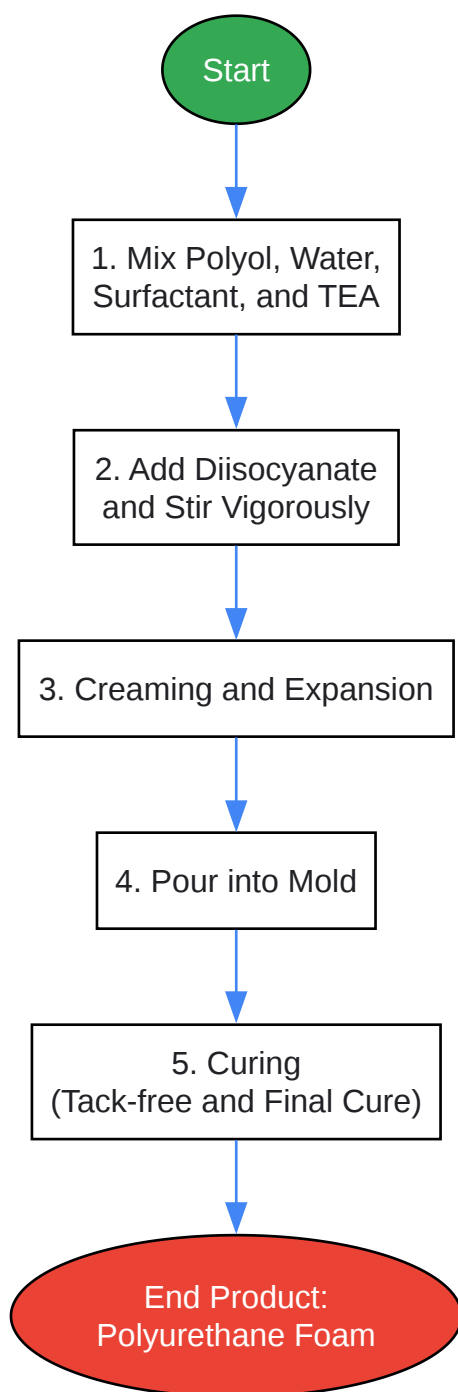 Start
1. Mix Polyol, Water,
Surfactant, and TEA
2. Add Diisocyanate
and Stir Vigorously
3. Creaming and Expansion
4. Pour into Mold
5. Curing
(Tack-free and Final Cure)
End Product:
Polyurethane Foam